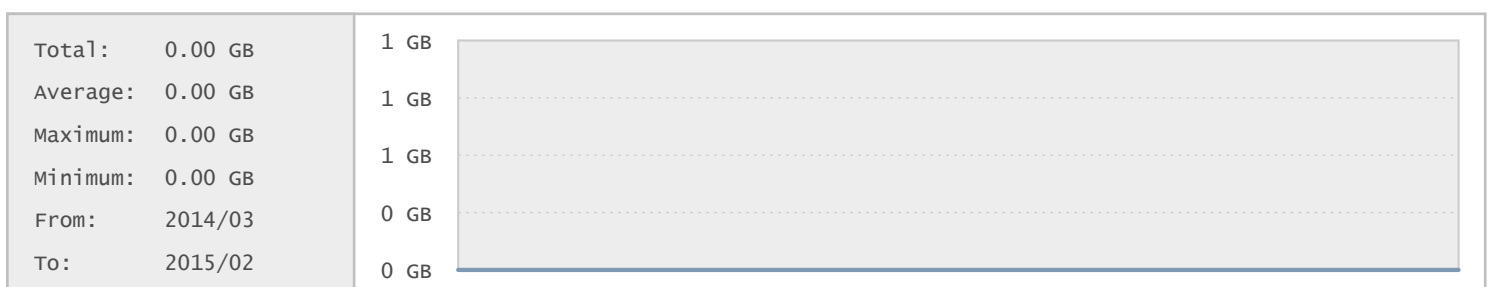 Total: 0.00 GB
Average: 0.00 GB
Maximum: 0.00 GB
Minimum: 0.00 GB
From: 2014/03
To: 2015/02
1 GB
1 GB
1 GB
0 GB
0 GB